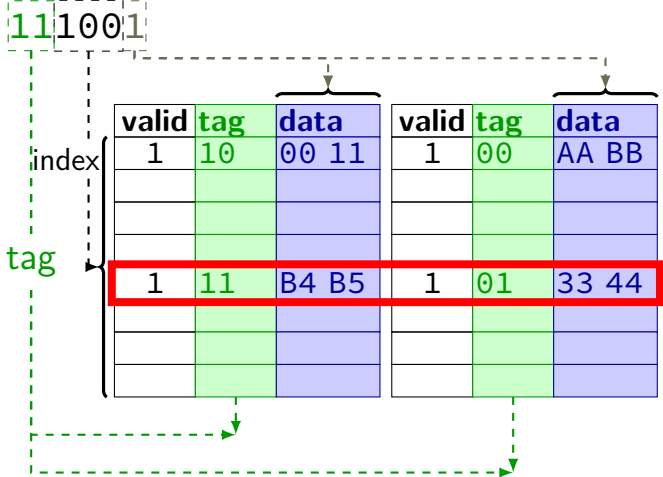 111001
valid tag data valid tag data
1 10 00 11 1 00 AA BB
index
tag
1 11 B4 B5 1 01 33 44